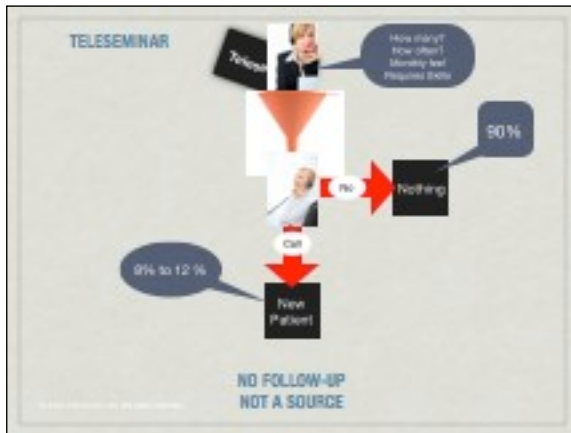 TELESEMINAR
How many?
How often?
Monthly fee!
Requires Skills
90%
No
Nothing
Call
8% to 12 %
New
Patient
NO FOLLOW-UP
NOT A SOURCE